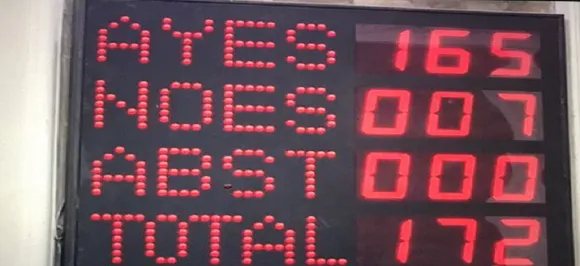 AYES 165
NOES 007
ABST 000
TOTAL 172